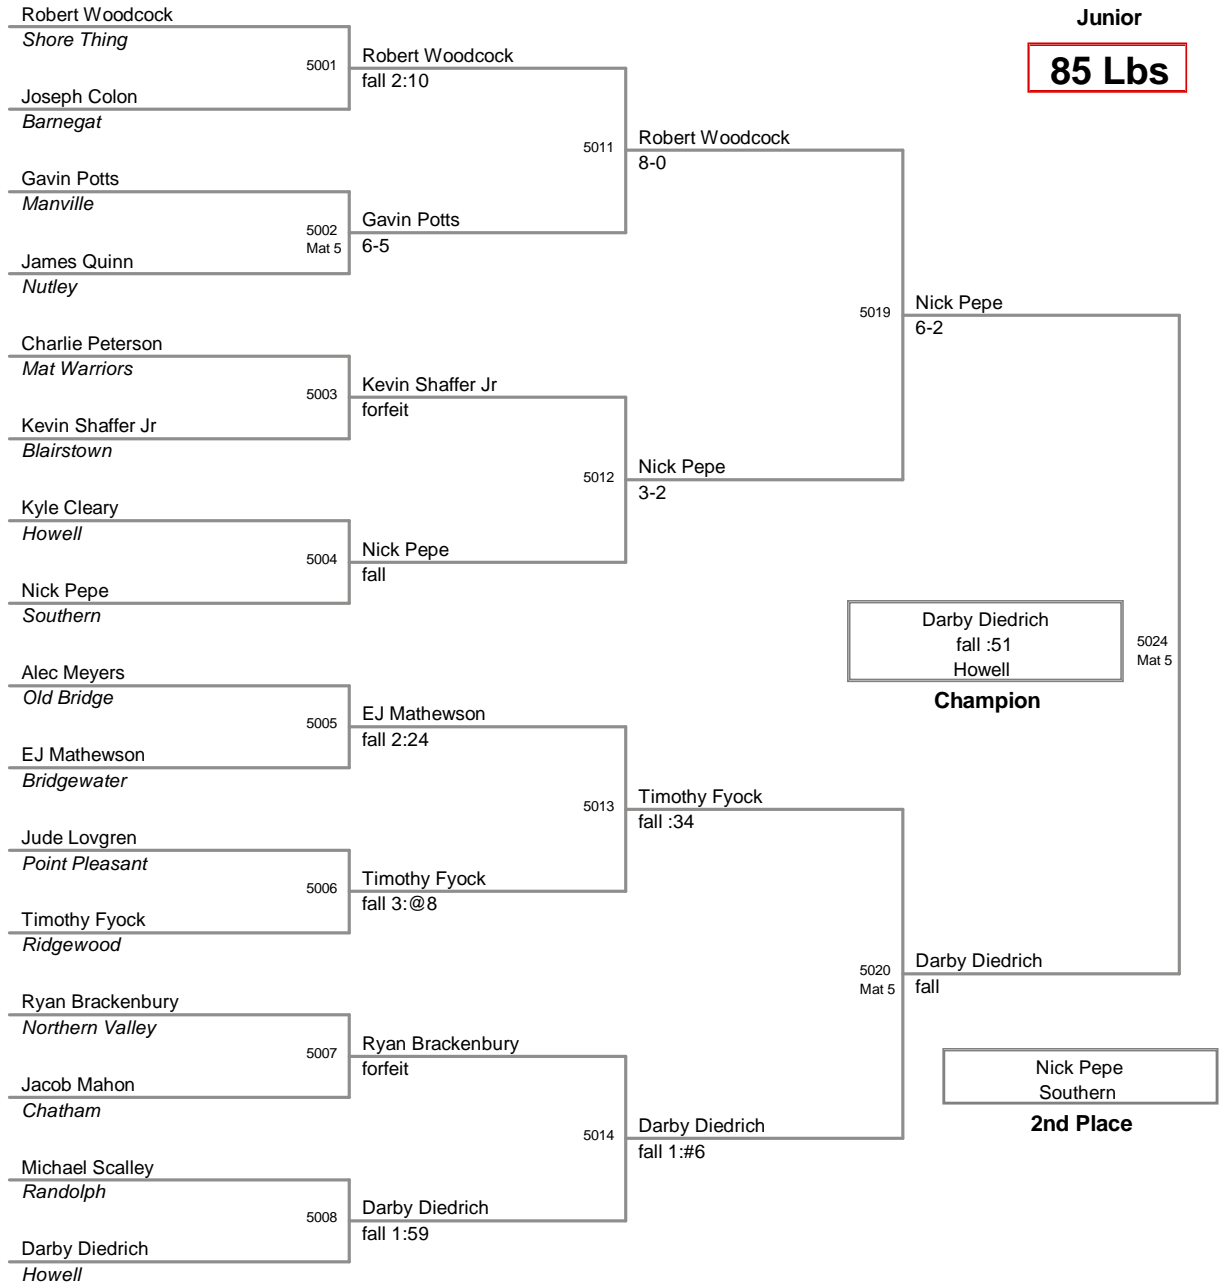 Robert Woodcock
Shore Thing
Junior
85 Lbs
5001
Robert Woodcock
fall 2:10
Joseph Colon
Barnegat
5011
Robert Woodcock
8-0
Gavin Potts
Manville
5002
Mat 5
Gavin Potts
6-5
James Quinn
Nutley
5019
Nick Pepe
6-2
Charlie Peterson
Mat Warriors
5003
Kevin Shaffer Jr
forfeit
Kevin Shaffer Jr
Blairstown
5012
Nick Pepe
3-2
Kyle Cleary
Howell
5004
Nick Pepe
fall
Nick Pepe
Southern
Darby Diedrich
fall :51
Howell
Champion
5024
Mat 5
Alec Meyers
Old Bridge
5005
EJ Mathewson
fall 2:24
EJ Mathewson
Bridgewater
5013
Timothy Fyock
fall :34
Jude Lovgren
Point Pleasant
5006
Timothy Fyock
fall 3:@8
Timothy Fyock
Ridgewood
5020
Mat 5
Darby Diedrich
fall
Ryan Brackenbury
Northern Valley
5007
Ryan Brackenbury
forfeit
Jacob Mahon
Chatham
Nick Pepe
Southern
2nd Place
5014
Darby Diedrich
fall 1:#6
Michael Scalley
Randolph
5008
Darby Diedrich
fall 1:59
Darby Diedrich
Howell